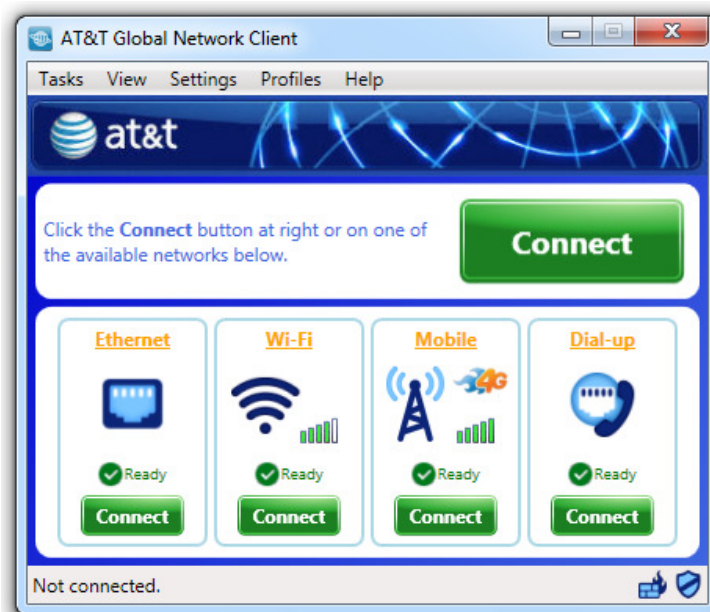 AT&T Global Network Client
Tasks View Settings Profiles Help
at&t
Click the Connect button at right or on one of
the available networks below.
Connect
Ethernet Wi-Fi Mobile Dial-up
4G
Ready Ready Ready Ready
Connect Connect Connect Connect
Not connected.